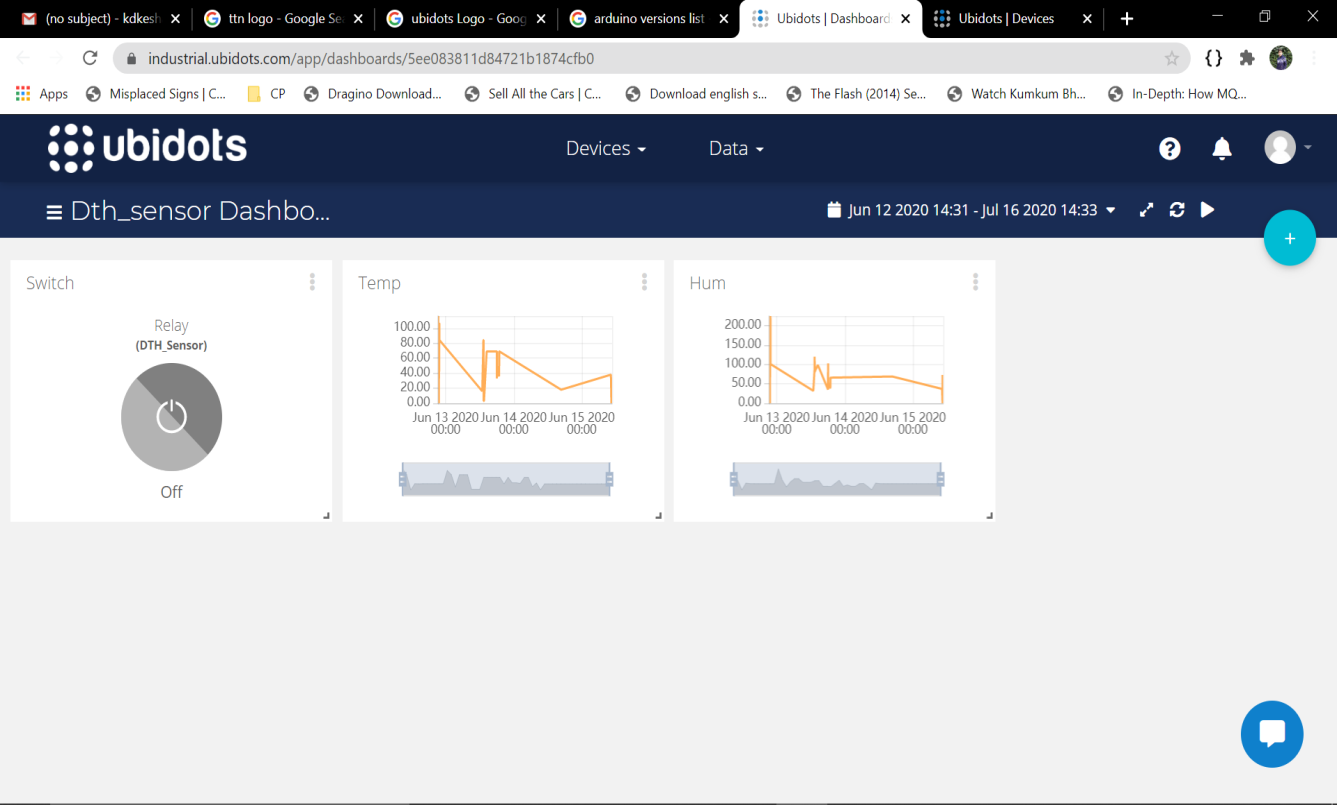 (no subject) - kdkesh
ttn logo - Google Se
ubidots Logo - Goog
arduino versions list
Ubidots | Dashboard
Ubidots | Devices
industrial.ubidots.com/app/dashboards/5ee083811d84721b1874cfb0
Apps
Misplaced Signs | C...
CP
Dragino Download...
Sell All the Cars | C...
Download english s...
The Flash (2014) Se...
Watch Kumkum Bh...
In-Depth: How MQ...
ubidots
Devices
Data
Dth_sensor Dashbo...
Jun 12 2020 14:31 - Jul 16 2020 14:33
Switch
Relay
(DTH_Sensor)
Off
Temp
100.00
80.00
60.00
40.00
20.00
0.00
Jun 13 2020 Jun 14 2020 Jun 15 2020
00:00 00:00 00:00
Hum
200.00
150.00
100.00
50.00
0.00
Jun 13 2020 Jun 14 2020 Jun 15 2020
00:00 00:00 00:00